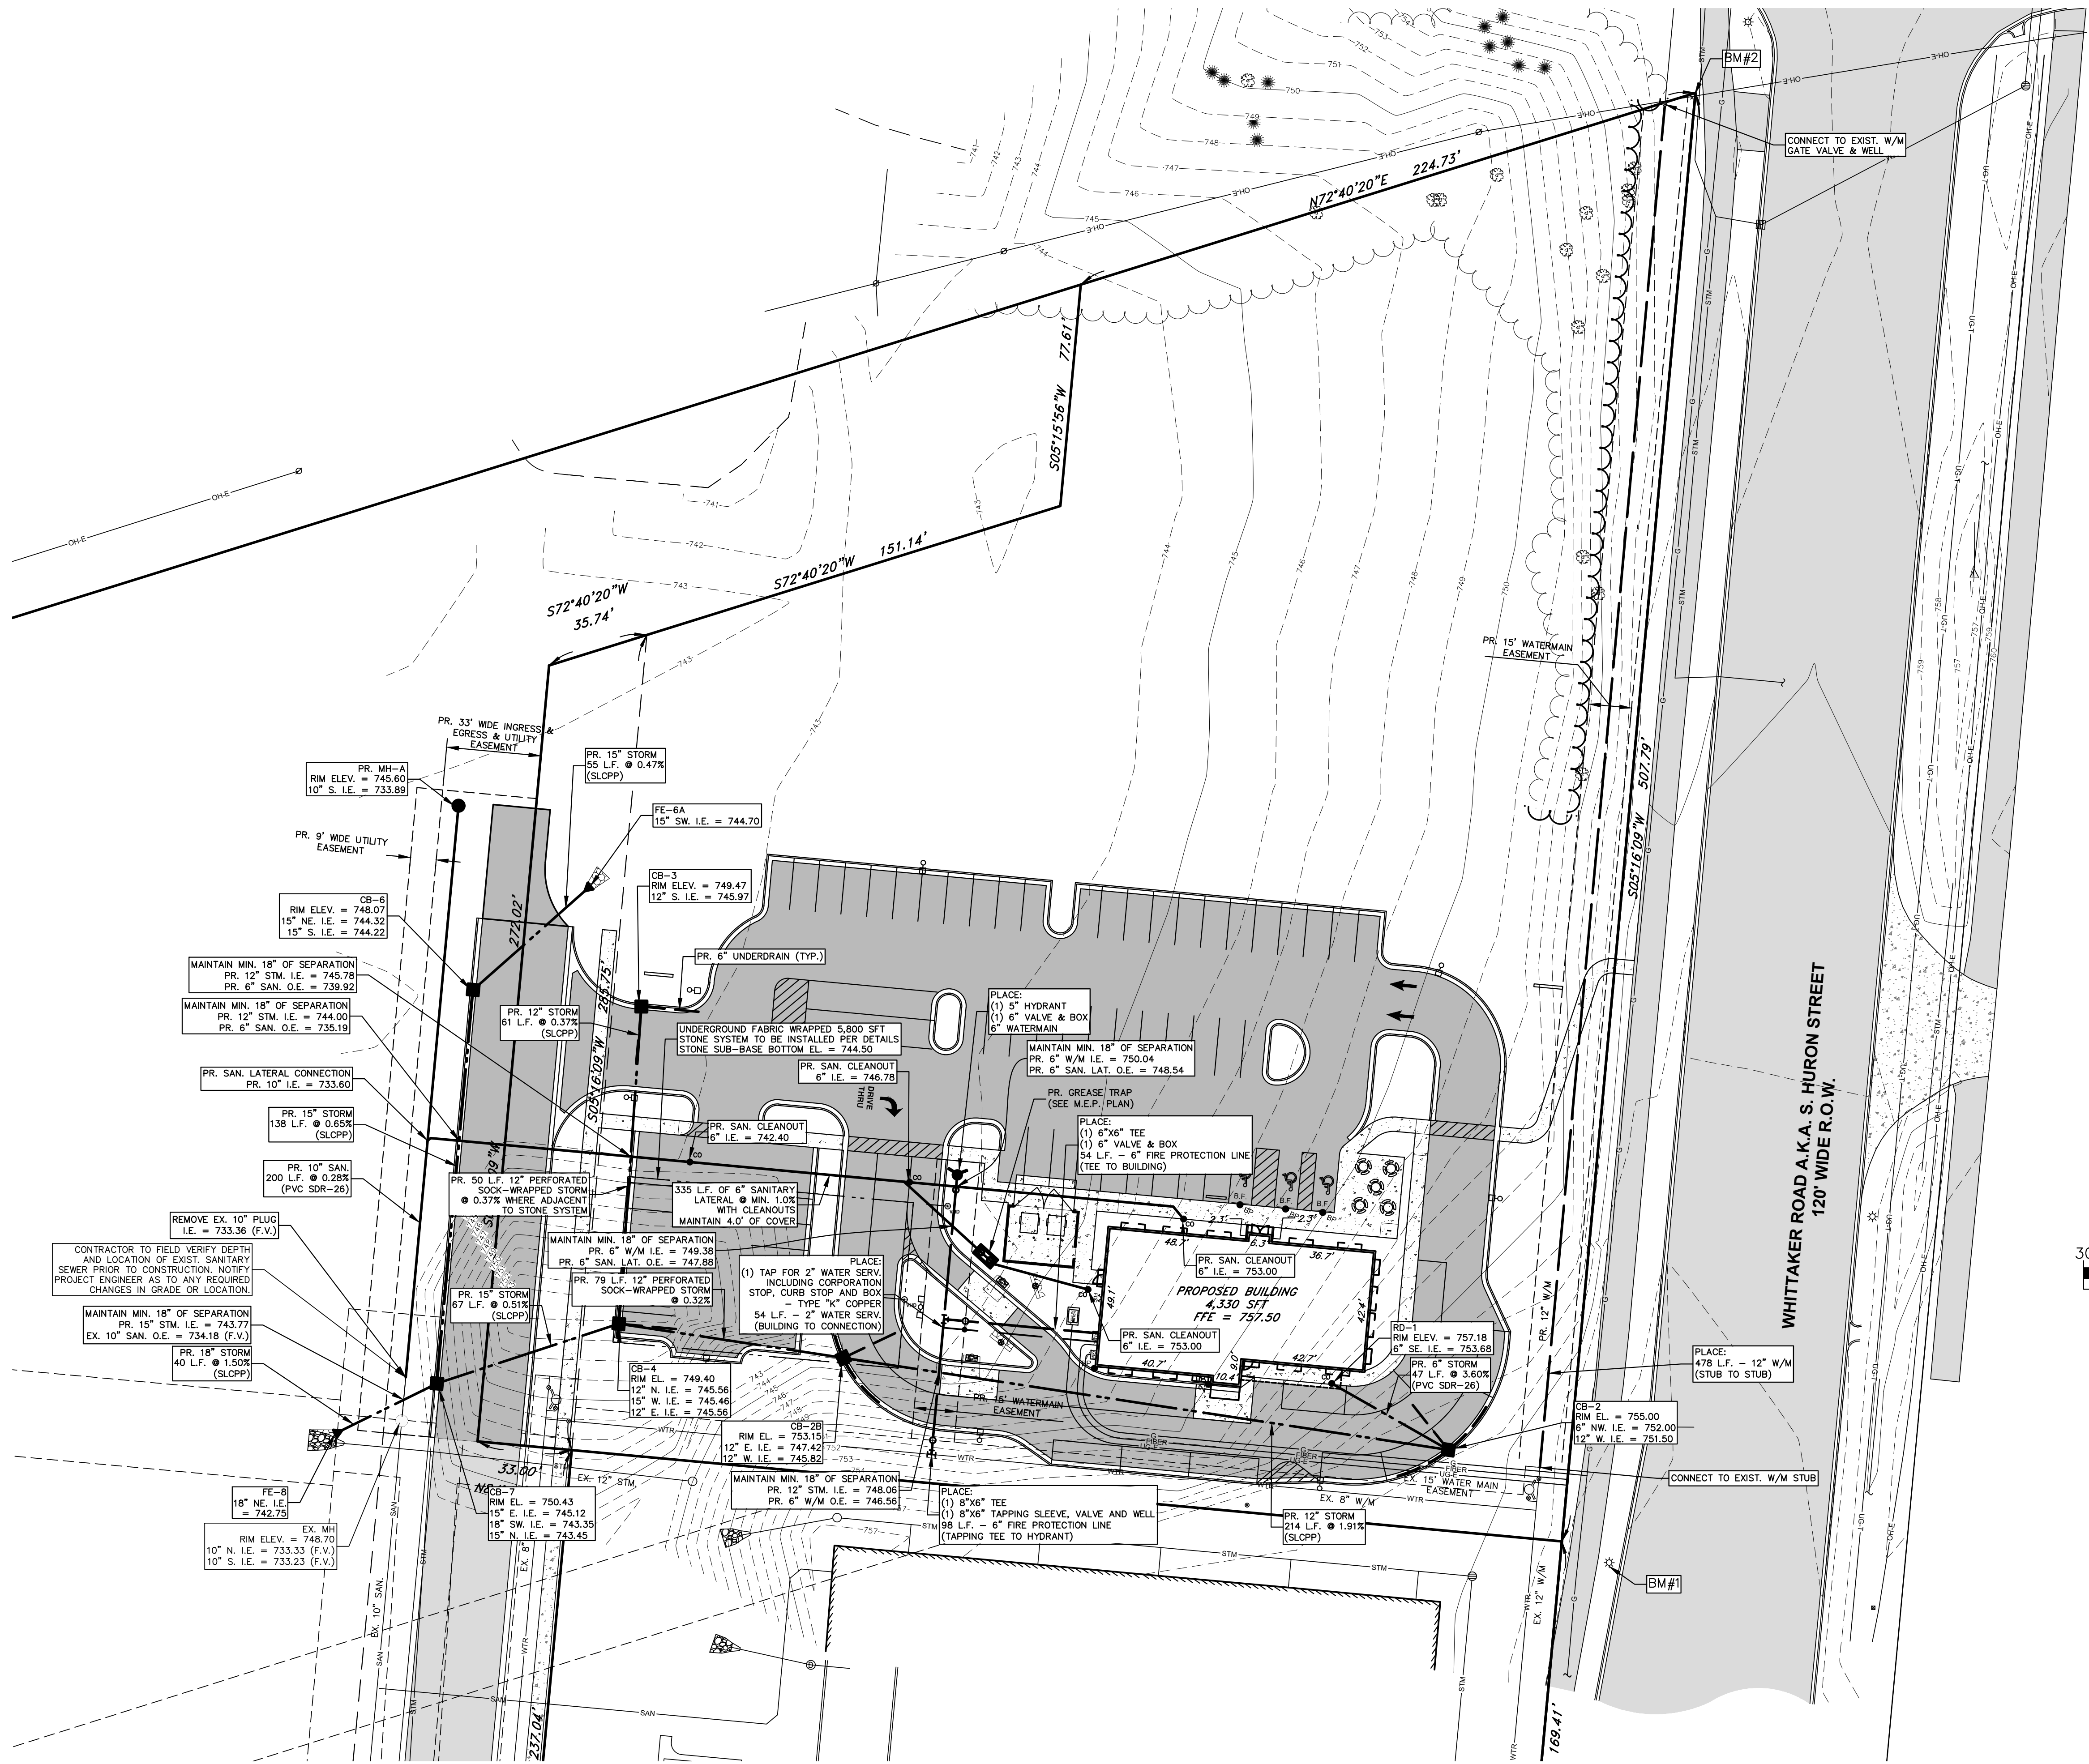 BM#2
CONNECT TO EXIST. W/M
GATE VALVE & WELL
N72°40'20"E 224.73'
S05°15'56"W 77.61'
S72°40'20"W 151.14'
S72°40'20"W
35.74'
PR. 15' WATERMAIN
EASEMENT
S05°16'09"W 507.79'
PR. 33' WIDE INGRESS &
EGRESS & UTILITY
EASEMENT
PR. 15" STORM
55 L.F. @ 0.47%
(SLCPP)
PR. MH-A
RIM ELEV. = 745.60
10" S. I.E. = 733.89
FE-6A
15" SW. I.E. = 744.70
PR. 9' WIDE UTILITY
EASEMENT
CB-3
RIM ELEV. = 749.47
12" S. I.E. = 745.97
CB-6
RIM ELEV. = 748.07
15" NE. I.E. = 744.32
15" S. I.E. = 744.22
272.02'
S05°16'09"W 285.75'
PR. 6" UNDERDRAIN (TYP.)
MAINTAIN MIN. 18" OF SEPARATION
PR. 12" STM. I.E. = 745.78
PR. 6" SAN. O.E. = 739.92
MAINTAIN MIN. 18" OF SEPARATION
PR. 12" STM. I.E. = 744.00
PR. 6" SAN. O.E. = 735.19
PR. 12" STORM
61 L.F. @ 0.37%
(SLCPP)
UNDERGROUND FABRIC WRAPPED 5,800 SFT
STONE SYSTEM TO BE INSTALLED PER DETAILS
STONE SUB-BASE BOTTOM EL. = 744.50
PLACE:
(1) 5" HYDRANT
(1) 6" VALVE & BOX
6" WATERMAIN
MAINTAIN MIN. 18" OF SEPARATION
PR. 6" W/M I.E. = 750.04
PR. 6" SAN. LAT. O.E. = 748.54
PR. SAN. CLEANOUT
6" I.E. = 746.78
DRIVE
THRU
PR. GREASE TRAP
(SEE M.E.P. PLAN)
PR. SAN. LATERAL CONNECTION
PR. 10" I.E. = 733.60
PR. 15" STORM
138 L.F. @ 0.65%
(SLCPP)
PR. SAN. CLEANOUT
6" I.E. = 742.40
PLACE:
(1) 6"X6" TEE
(1) 6" VALVE & BOX
54 L.F. - 6" FIRE PROTECTION LINE
(TEE TO BUILDING)
PR. 10" SAN.
200 L.F. @ 0.28%
(PVC SDR-26)
PR. 50 L.F. 12" PERFORATED
SOCK-WRAPPED STORM
@ 0.37% WHERE ADJACENT
TO STONE SYSTEM
335 L.F. OF 6" SANITARY
LATERAL @ MIN. 1.0%
WITH CLEANOUTS
MAINTAIN 4.0' OF COVER
REMOVE EX. 10" PLUG
I.E. = 733.36 (F.V.)
CONTRACTOR TO FIELD VERIFY DEPTH
AND LOCATION OF EXIST. SANITARY
SEWER PRIOR TO CONSTRUCTION. NOTIFY
PROJECT ENGINEER AS TO ANY REQUIRED
CHANGES IN GRADE OR LOCATION.
MAINTAIN MIN. 18" OF SEPARATION
PR. 6" W/M I.E. = 749.38
PR. 6" SAN. LAT. O.E. = 747.88
PR. 79 L.F. 12" PERFORATED
SOCK-WRAPPED STORM
@ 0.32%
PLACE:
(1) TAP FOR 2" WATER SERV.
INCLUDING CORPORATION
STOP, CURB STOP AND BOX
- TYPE "K" COPPER
54 L.F. - 2" WATER SERV.
(BUILDING TO CONNECTION)
PR. SAN. CLEANOUT
6" I.E. = 753.00
48.7' 6.3' 36.7'
2.3' 2.3'
49.1' 42.4'
PROPOSED BUILDING
4,330 SFT
FFE = 757.50
PR. SAN. CLEANOUT
6" I.E. = 753.00
40.7' 10.4' 9.0' 42.7'
MAINTAIN MIN. 18" OF SEPARATION
PR. 15" STM. I.E. = 743.77
EX. 10" SAN. O.E. = 734.18 (F.V.)
PR. 15" STORM
67 L.F. @ 0.51%
(SLCPP)
PR. 18" STORM
40 L.F. @ 1.50%
(SLCPP)
RD-1
RIM ELEV. = 757.18
6" SE. I.E. = 753.68
PR. 6" STORM
47 L.F. @ 3.60%
(PVC SDR-26)
PR. 12" W/M
PLACE:
478 L.F. - 12" W/M
(STUB TO STUB)
WHITTAKER ROAD A.K.A. S. HURON STREET
120' WIDE R.O.W.
CB-4
RIM EL. = 749.40
12" N. I.E. = 745.56
15" W. I.E. = 745.46
12" E. I.E. = 745.56
PR. 15' WATERMAIN
EASEMENT
CB-2
RIM EL. = 755.00
6" NW. I.E. = 752.00
12" W. I.E. = 751.50
CB-2B
RIM EL. = 753.15
12" E. I.E. = 747.42
12" W. I.E. = 745.82
CONNECT TO EXIST. W/M STUB
33.00'
EX. 12" STM.
MAINTAIN MIN. 18" OF SEPARATION
PR. 12" STM. I.E. = 748.06
PR. 6" W/M O.E. = 746.56
EX. 15' WATER MAIN
EASEMENT
EX. 8" W/M
FE-8
18" NE. I.E.
= 742.75
CB-7
RIM EL. = 750.43
15" E. I.E. = 745.12
18" SW. I.E. = 743.35
15" N. I.E. = 743.45
PLACE:
(1) 8"X6" TEE
(1) 8"X6" TAPPING SLEEVE, VALVE AND WELL
98 L.F. - 6" FIRE PROTECTION LINE
(TAPPING TEE TO HYDRANT)
PR. 12" STORM
214 L.F. @ 1.91%
(SLCPP)
EX. MH
RIM ELEV. = 748.70
10" N. I.E. = 733.33 (F.V.)
10" S. I.E. = 733.23 (F.V.)
BM#1
EX. 10" SAN.
EX. 8"
EX. 12" W/M
237.04'
169.41'